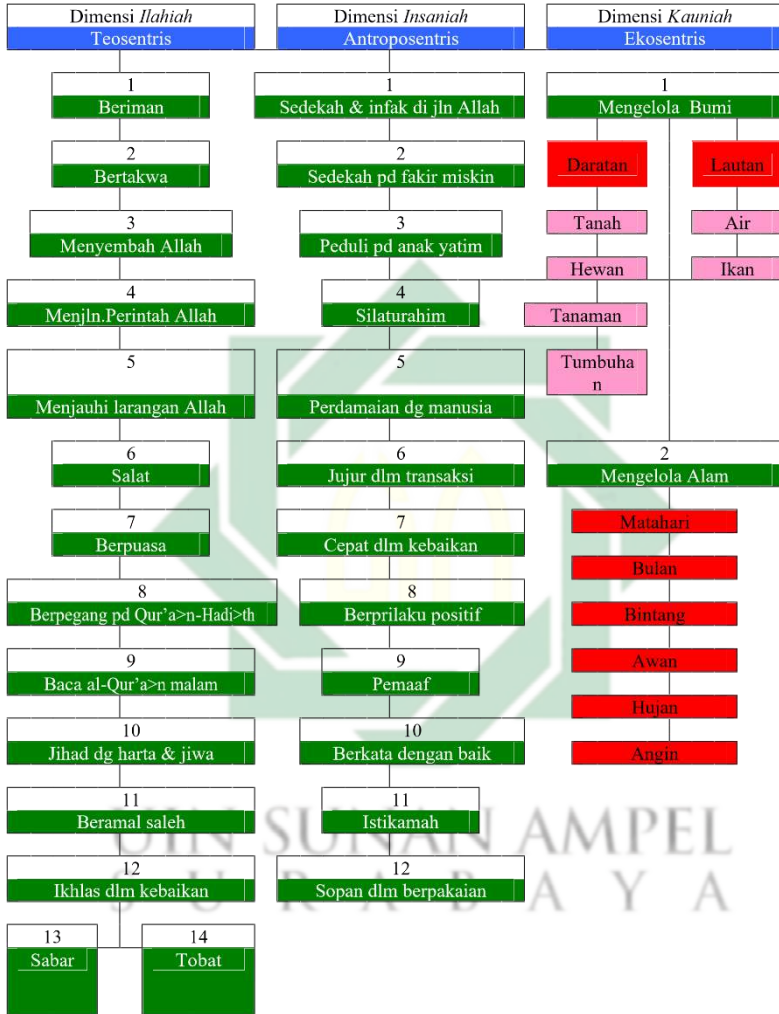 Dimensi Ilahiah
Teosentris
1
Beriman
2
Bertakwa
3
Menyembah Allah
4
Menjln.Perintah Allah
5
Menjauhi larangan Allah
6
Salat
7
Berpuasa
8
Berpegang pd Qur'a>n-Hadi>th
9
Baca al-Qur'a>n malam
10
Jihad dg harta & jiwa
11
Beramal saleh
12
Ikhlas dlm kebaikan
13
Sabar
14
Tobat
Dimensi Insaniah
Antroposentris
1
Sedekah & infak di jln Allah
2
Sedekah pd fakir miskin
3
Peduli pd anak yatim
4
Silaturahim
5
Perdamaian dg manusia
6
Jujur dlm transaksi
7
Cepat dlm kebaikan
8
Berprilaku positif
9
Pemaaf
10
Berkata dengan baik
11
Istikamah
12
Sopan dlm berpakaian
Dimensi Kauniah
Ekosentris
1
Mengelola Bumi
Daratan
Tanah
Hewan
Tanaman
Tumbuha
n
Lautan
Air
Ikan
2
Mengelola Alam
Matahari
Bulan
Bintang
Awan
Hujan
Angin
UIN SUNAN AMPEL
SURABAYA